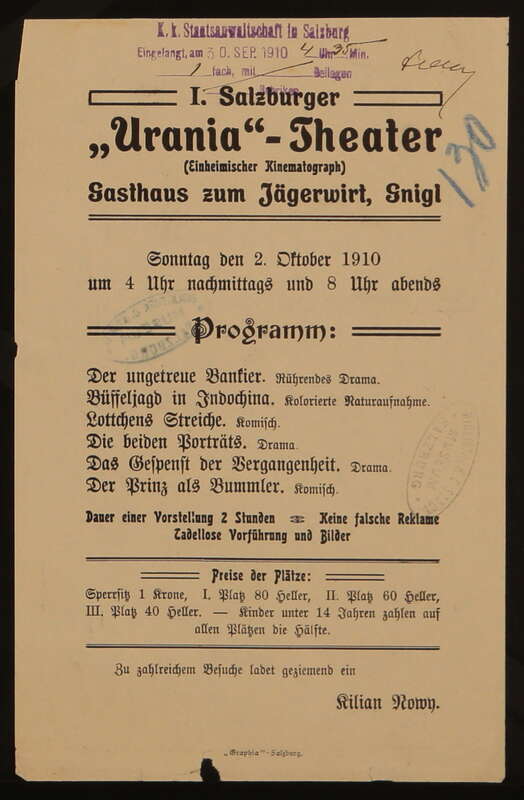 K. k. Staatsanwaltschaft in Salzburg
Eingelangt, am 30. SEP. 1910 4 Uhr 35 Min.
1 fach, mit Beilagen
Rubriken
130
I. Salzburger
„Urania“-Theater
(Einheimischer Kinematograph)
Gasthaus zum Jägerwirt, Gnigl
Sonntag den 2. Oktober 1910
um 4 Uhr nachmittags und 8 Uhr abends
Programm:
Der ungetreue Bankier. Rührendes Drama.
Büffeljagd in Indochina. Kolorierte Naturaufnahme.
Lottchens Streiche. Komisch.
Die beiden Porträts. Drama.
Das Gespenst der Vergangenheit. Drama.
Der Prinz als Bummler. Komisch.
Dauer einer Vorstellung 2 Stunden Keine falsche Reklame
Tadellose Vorführung und Bilder
Preise der Plätze:
Sperrsitz 1 Krone, I. Platz 80 Heller, II. Platz 60 Heller,
III. Platz 40 Heller. — Kinder unter 14 Jahren zahlen auf
allen Plätzen die Hälfte.
Zu zahlreichem Besuche ladet geziemend ein
Kilian Nowy.
„Graphia“-Salzburg.